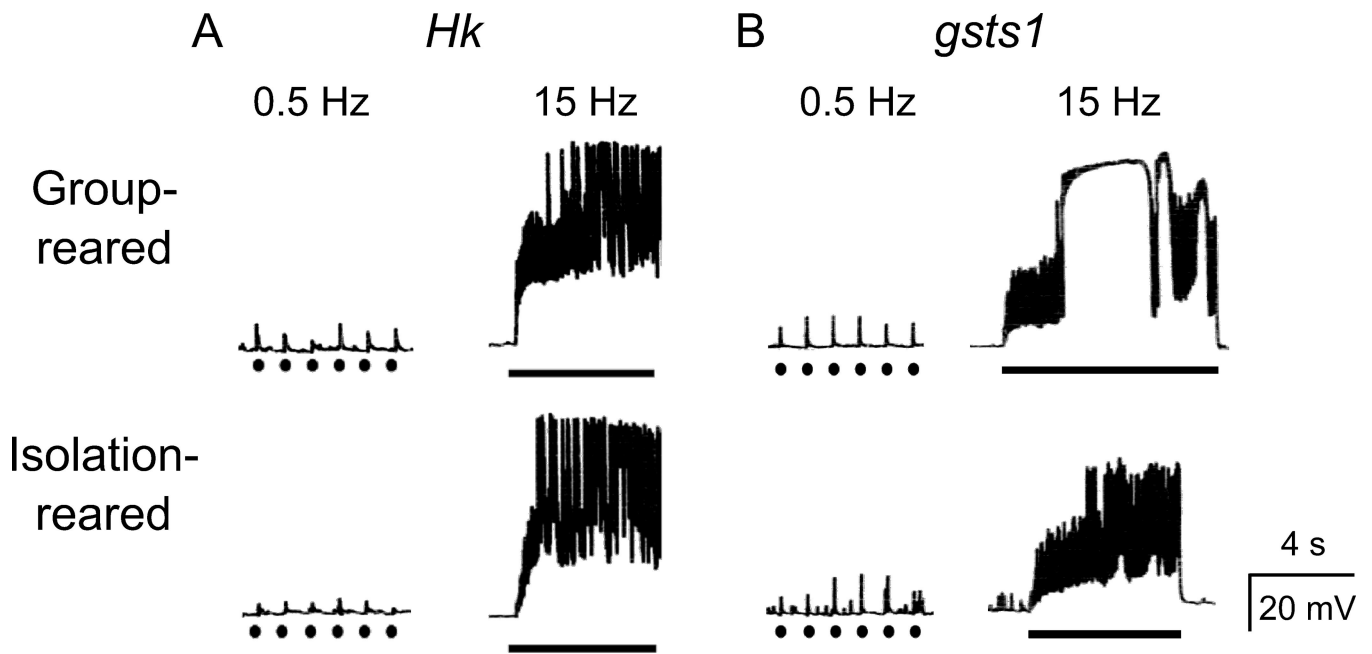 A Hk B gsts1
0.5 Hz 15 Hz 0.5 Hz 15 Hz
Group-
reared
Isolation-
reared
4 s
20 mV